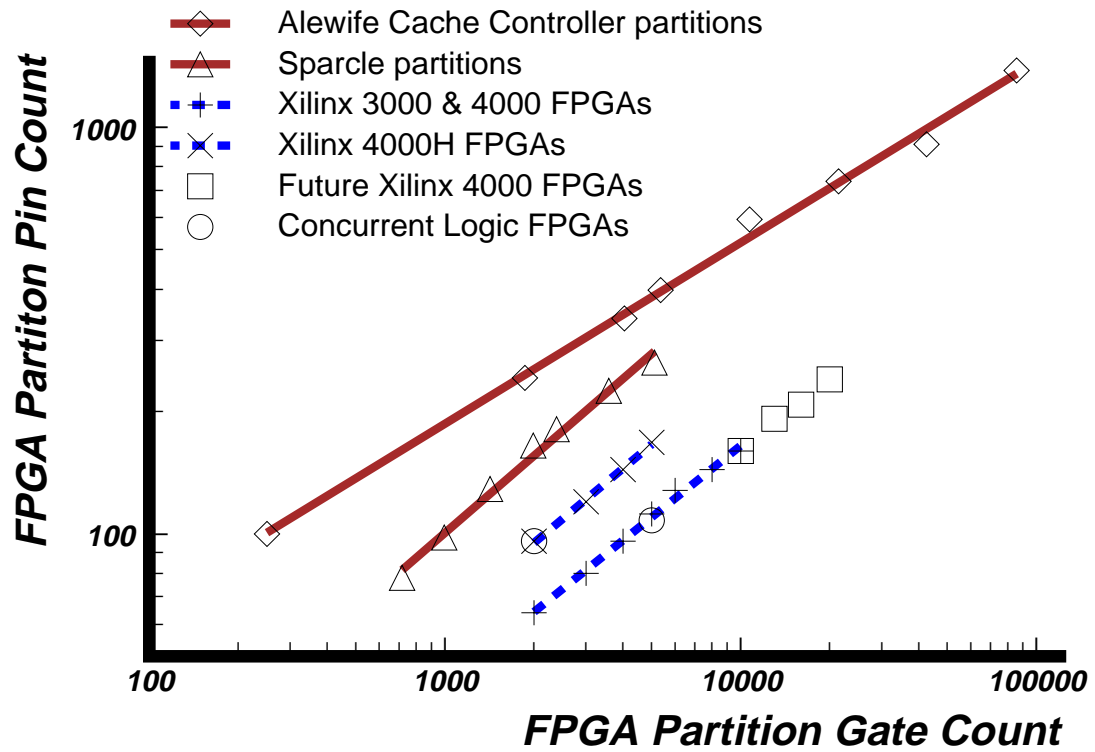 Alewife Cache Controller partitions
Sparcle partitions
Xilinx 3000 & 4000 FPGAs
Xilinx 4000H FPGAs
Future Xilinx 4000 FPGAs
Concurrent Logic FPGAs
FPGA Partiton Pin Count
1000
100
100 1000 10000 100000
FPGA Partition Gate Count